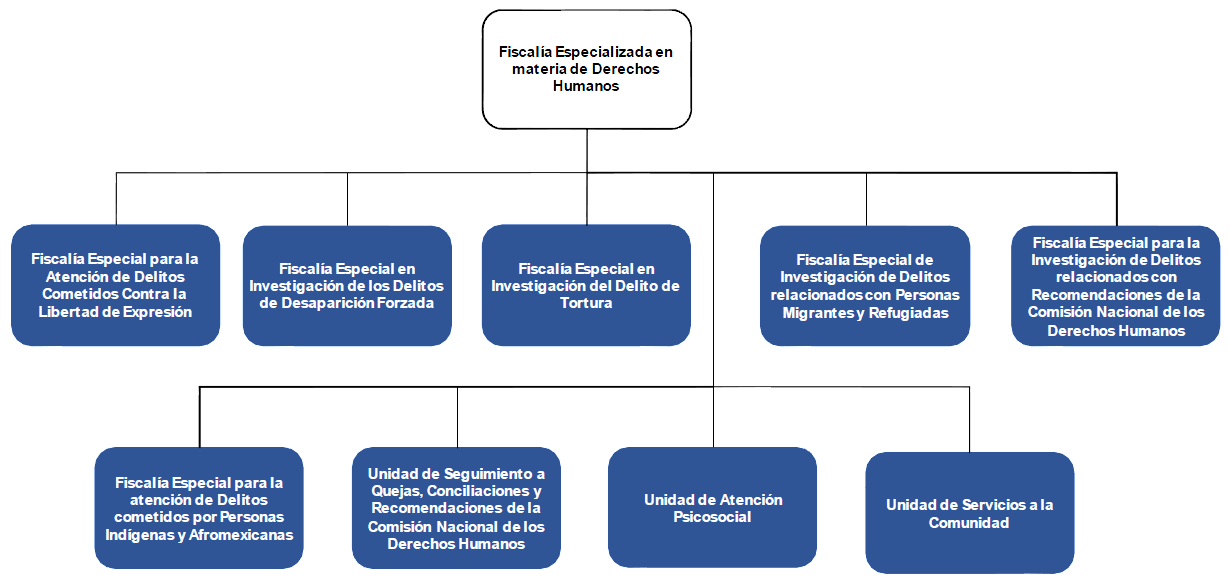 Fiscalía Especializada en
materia de Derechos
Humanos
Fiscalía Especial para la
Atención de Delitos
Cometidos Contra la
Libertad de Expresión
Fiscalía Especial en
Investigación de los Delitos
de Desaparición Forzada
Fiscalía Especial en
Investigación del Delito de
Tortura
Fiscalía Especial de
Investigación de Delitos
relacionados con Personas
Migrantes y Refugiadas
Fiscalía Especial para la
Investigación de Delitos
relacionados con
Recomendaciones de la
Comisión Nacional de los
Derechos Humanos
Fiscalía Especial para la
atención de Delitos
cometidos por Personas
Indígenas y Afromexicanas
Unidad de Seguimiento a
Quejas, Conciliaciones y
Recomendaciones de la
Comisión Nacional de los
Derechos Humanos
Unidad de Atención
Psicosocial
Unidad de Servicios a la
Comunidad